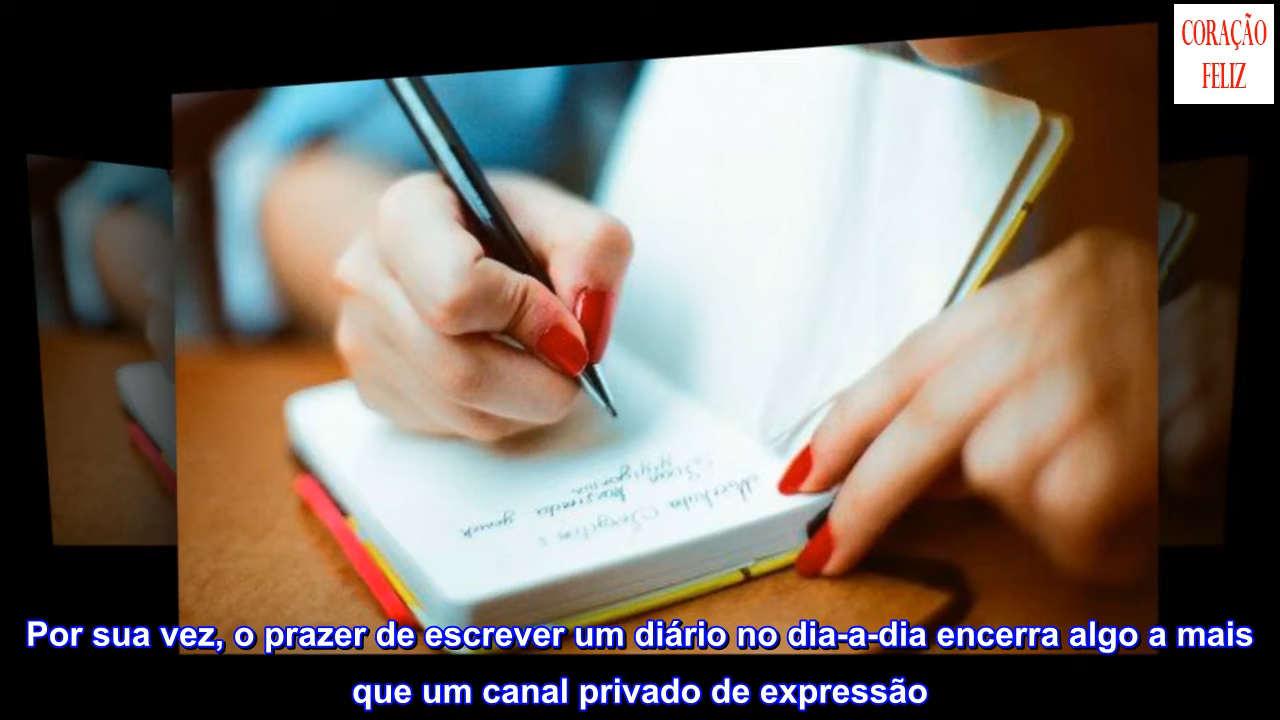 CORAÇÃO
FELIZ
Por sua vez, o prazer de escrever um diário no dia-a-dia encerra algo a mais
que um canal privado de expressão